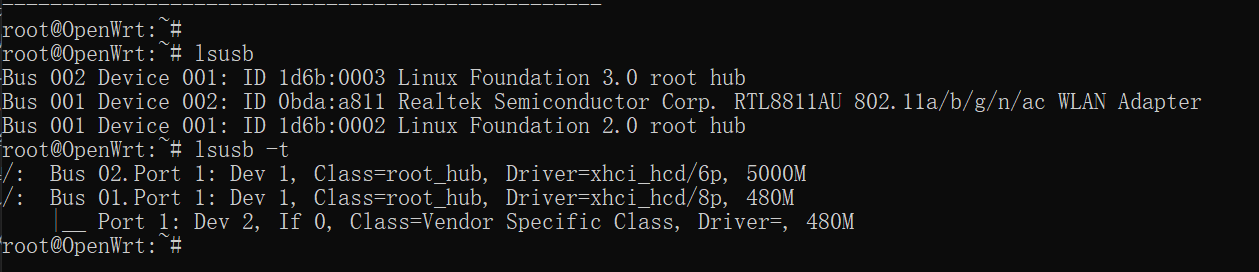 --------------------------------------------------
root@OpenWrt:~#
root@OpenWrt:~# lsusb
Bus 002 Device 001: ID 1d6b:0003 Linux Foundation 3.0 root hub
Bus 001 Device 002: ID 0bda:a811 Realtek Semiconductor Corp. RTL8811AU 802.11a/b/g/n/ac WLAN Adapter
Bus 001 Device 001: ID 1d6b:0002 Linux Foundation 2.0 root hub
root@OpenWrt:~# lsusb -t
/:  Bus 02.Port 1: Dev 1, Class=root_hub, Driver=xhci_hcd/6p, 5000M
/:  Bus 01.Port 1: Dev 1, Class=root_hub, Driver=xhci_hcd/8p, 480M
    |__ Port 1: Dev 2, If 0, Class=Vendor Specific Class, Driver=, 480M
root@OpenWrt:~#